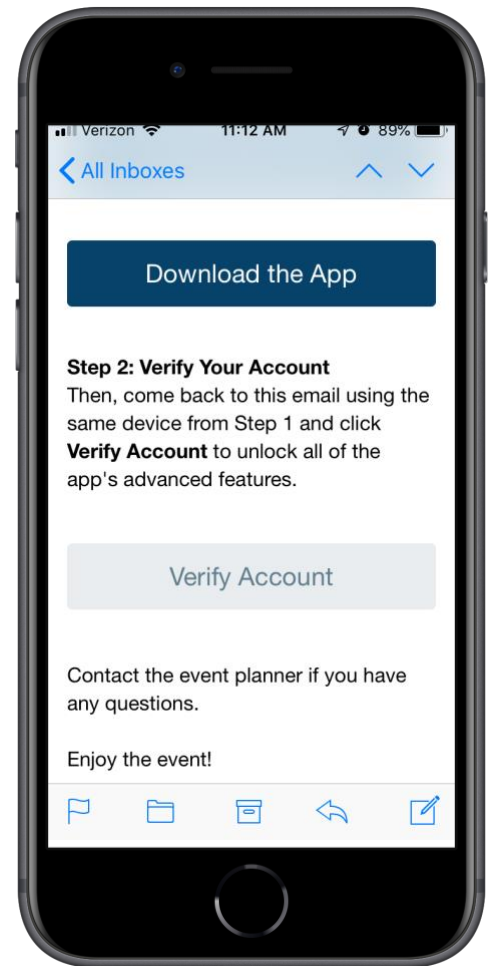 Verizon 11:12 AM 89%
All Inboxes
Download the App
Step 2: Verify Your Account
Then, come back to this email using the
same device from Step 1 and click
Verify Account to unlock all of the
app's advanced features.
Verify Account
Contact the event planner if you have
any questions.
Enjoy the event!